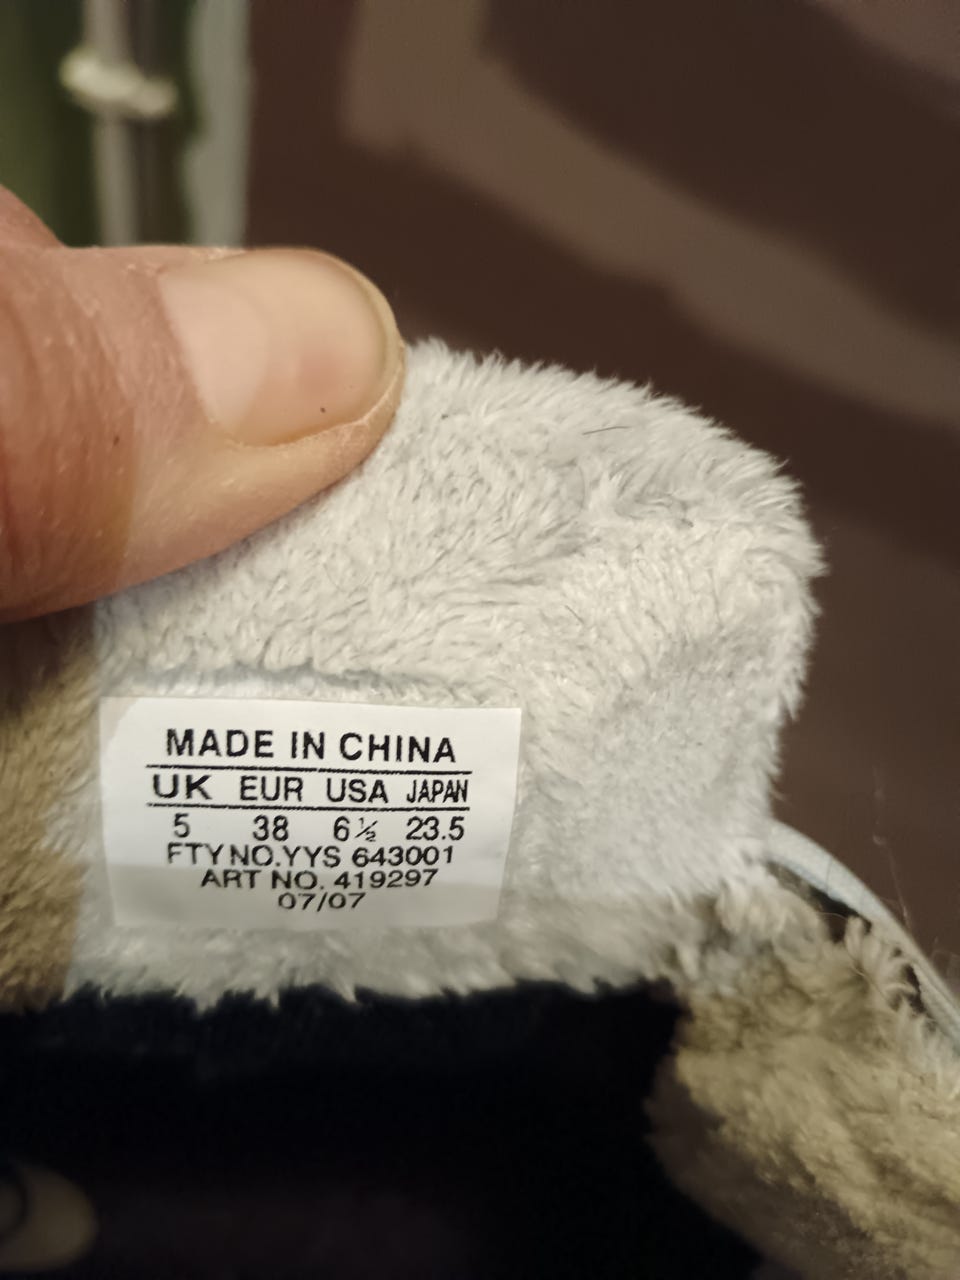 MADE IN CHINA
UK EUR USA JAPAN
5 38 6½ 23.5
FTY NO.YYS 643001
ART NO. 419297
07/07